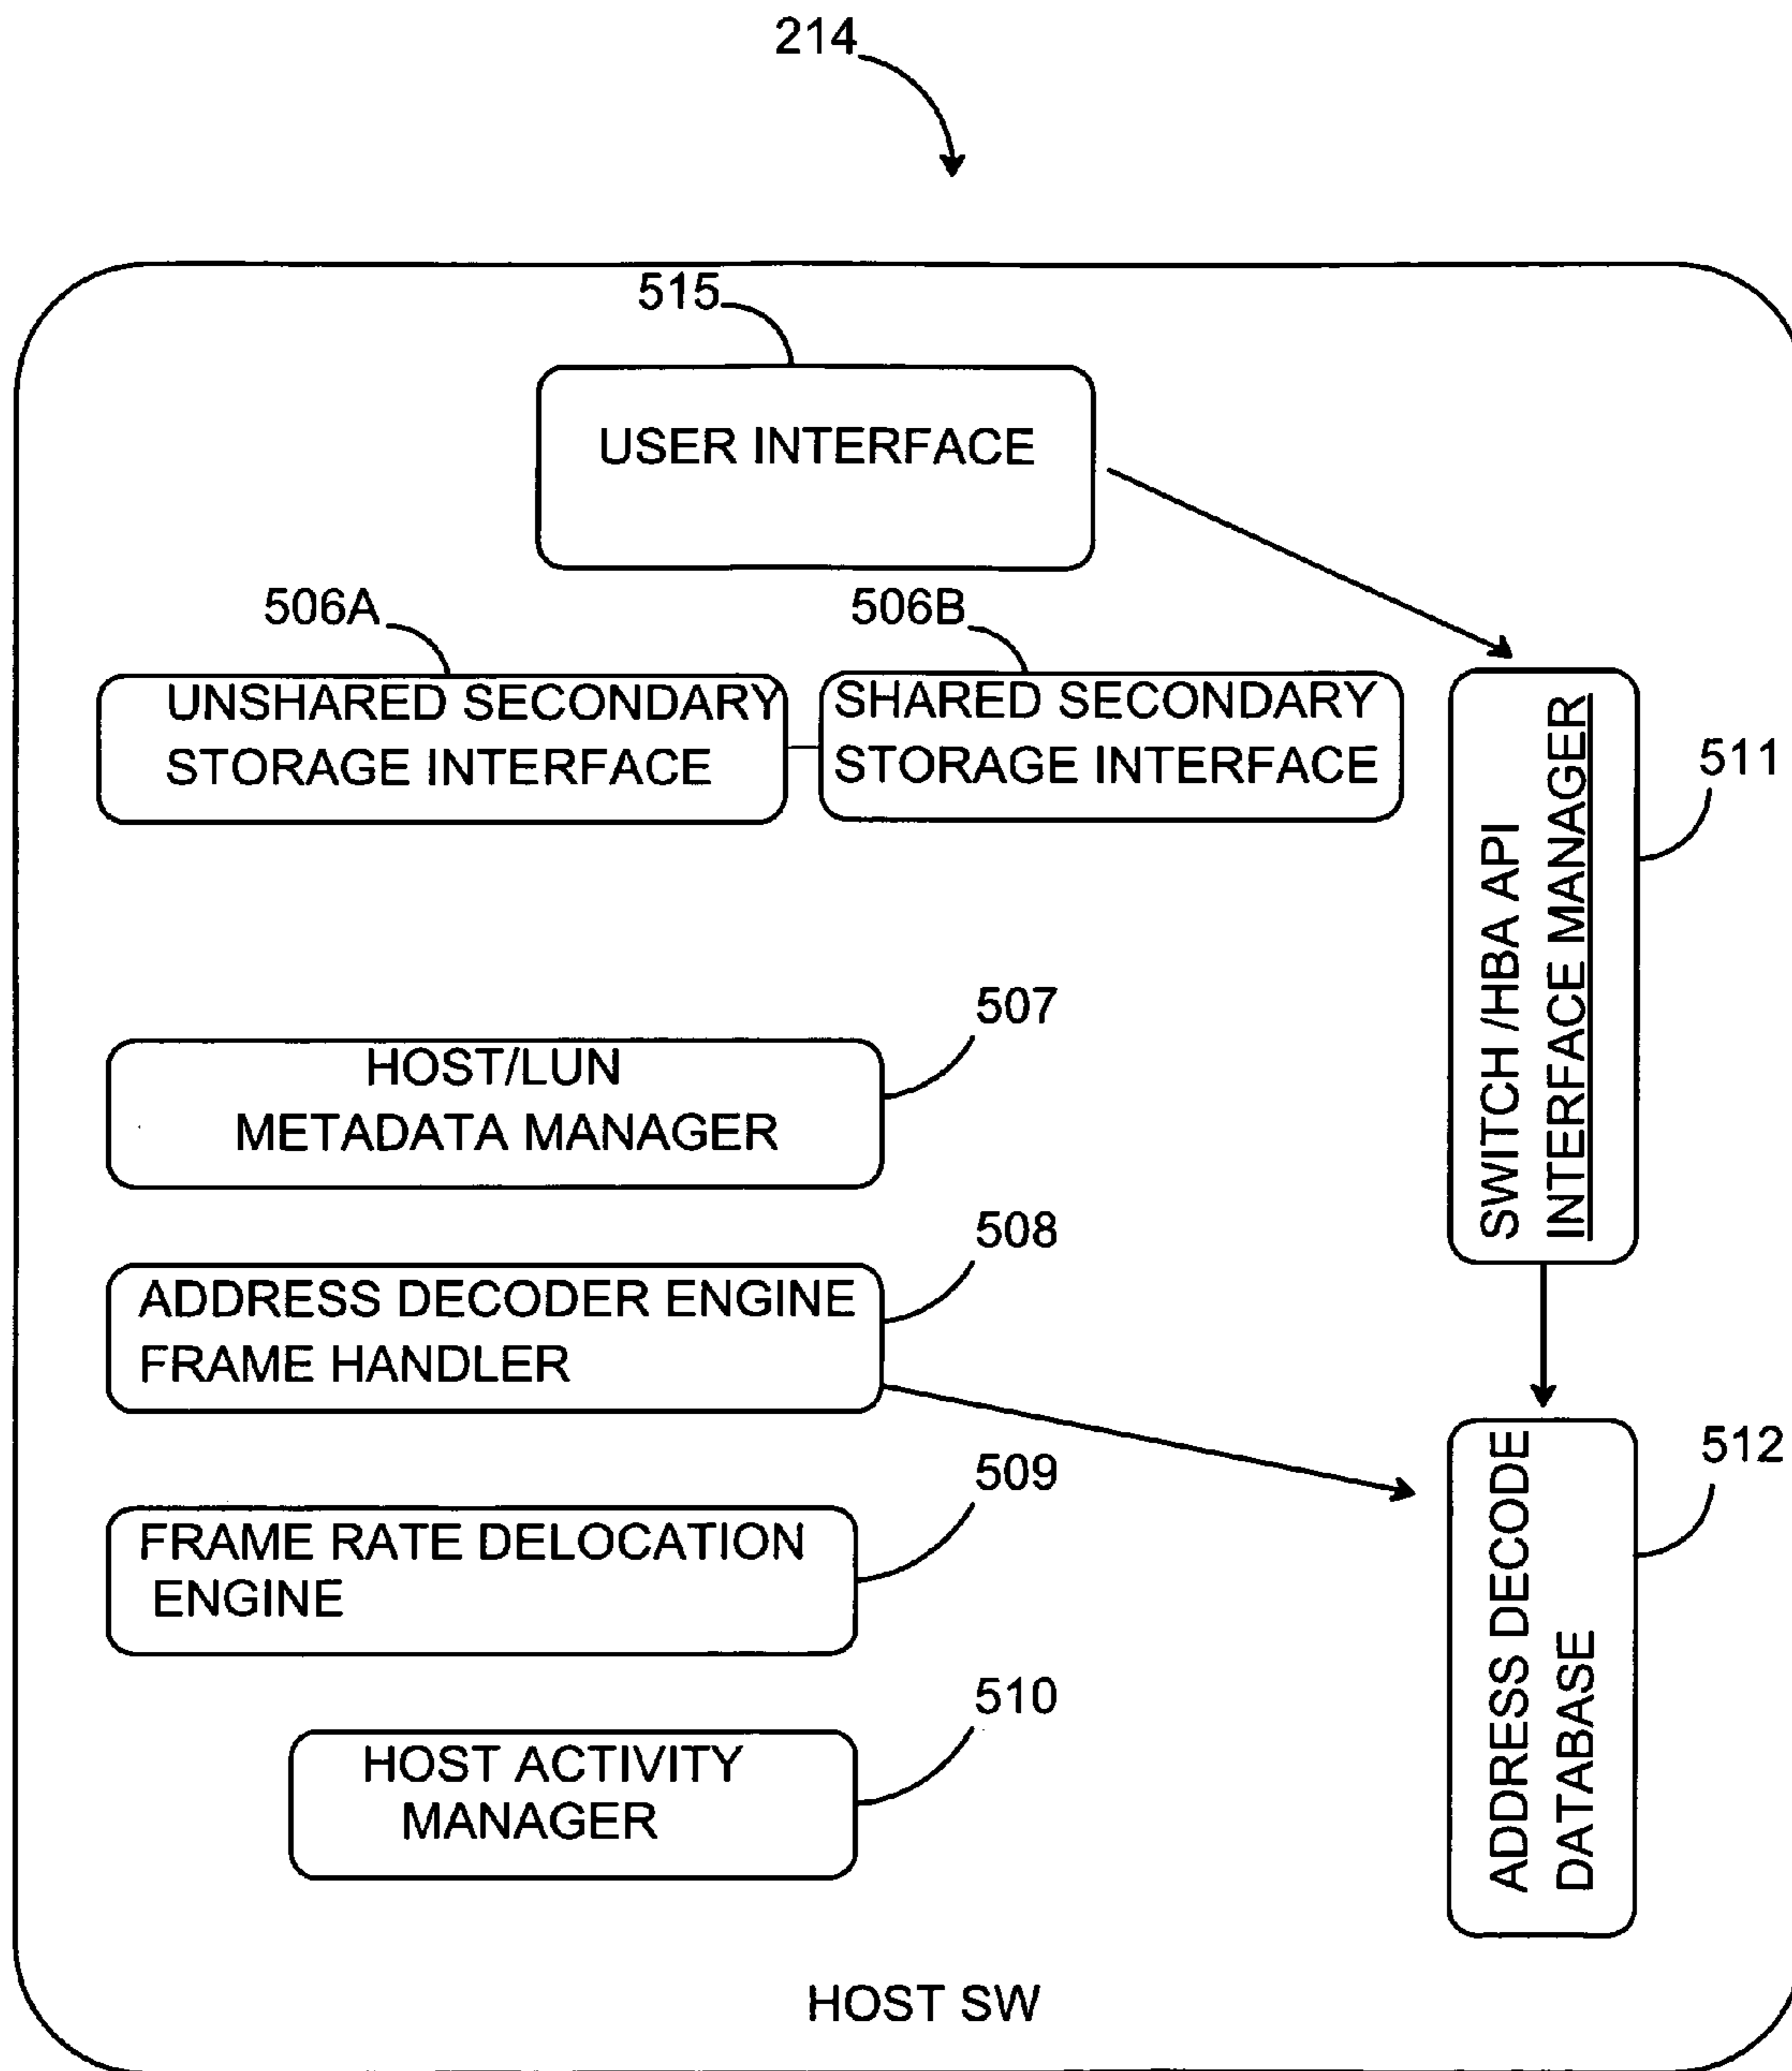 214
515
USER INTERFACE
506A
506B
UNSHARED SECONDARY
STORAGE INTERFACE
SHARED SECONDARY
STORAGE INTERFACE
SWITCH /HBA API
INTERFACE MANAGER
511
507
HOST/LUN
METADATA MANAGER
508
ADDRESS DECODER ENGINE
FRAME HANDLER
509
FRAME RATE DELOCATION
ENGINE
510
HOST ACTIVITY
MANAGER
ADDRESS DECODE
DATABASE
512
HOST SW